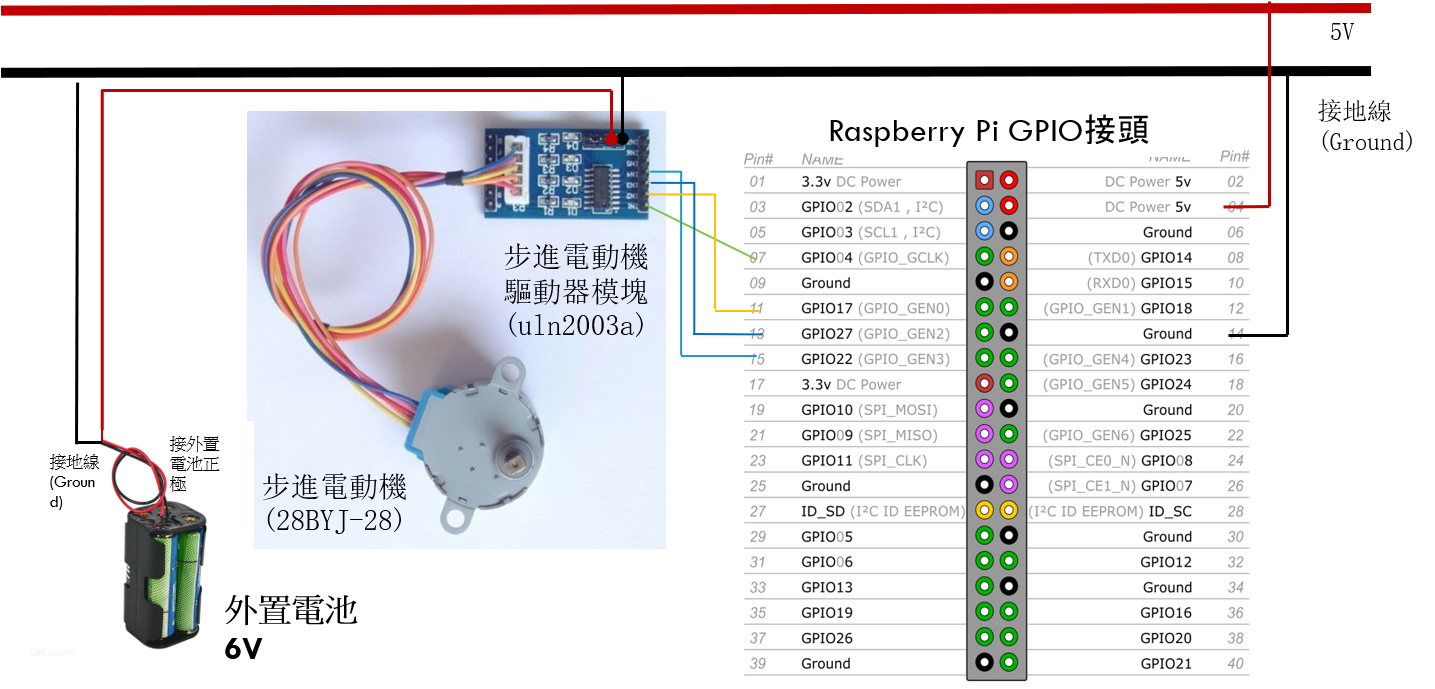 5V
接地線
(Ground)
Raspberry Pi GPIO接頭
Pin# NAME NAME Pin#
01 3.3v DC Power DC Power 5v 02
03 GPIO02 (SDA1 , I²C) DC Power 5v 04
05 GPIO03 (SCL1 , I²C) Ground 06
07 GPIO04 (GPIO_GCLK) (TXD0) GPIO14 08
09 Ground (RXD0) GPIO15 10
11 GPIO17 (GPIO_GEN0) (GPIO_GEN1) GPIO18 12
13 GPIO27 (GPIO_GEN2) Ground 14
15 GPIO22 (GPIO_GEN3) (GPIO_GEN4) GPIO23 16
17 3.3v DC Power (GPIO_GEN5) GPIO24 18
19 GPIO10 (SPI_MOSI) Ground 20
21 GPIO09 (SPI_MISO) (GPIO_GEN6) GPIO25 22
23 GPIO11 (SPI_CLK) (SPI_CE0_N) GPIO08 24
25 Ground (SPI_CE1_N) GPIO07 26
27 ID_SD (I²C ID EEPROM) (I²C ID EEPROM) ID_SC 28
29 GPIO05 Ground 30
31 GPIO06 GPIO12 32
33 GPIO13 Ground 34
35 GPIO19 GPIO16 36
37 GPIO26 GPIO20 38
39 Ground GPIO21 40
步進電動機
驅動器模塊
(uln2003a)
步進電動機
(28BYJ-28)
接地線
(Groun
d)
接外置
電池正
極
外置電池
6V